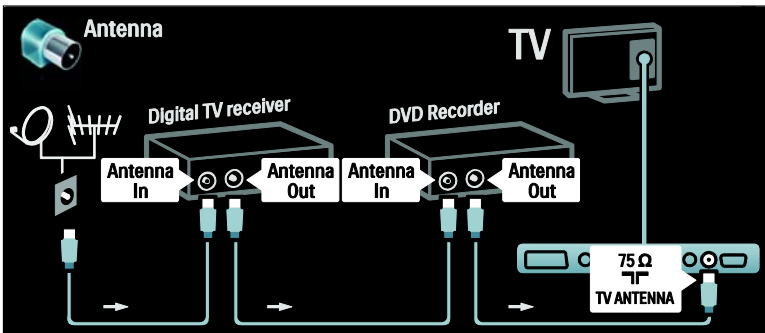 Antenna
TV
Digital TV receiver
DVD Recorder
Antenna
In
Antenna
Out
Antenna
In
Antenna
Out
75 Ω
TV ANTENNA